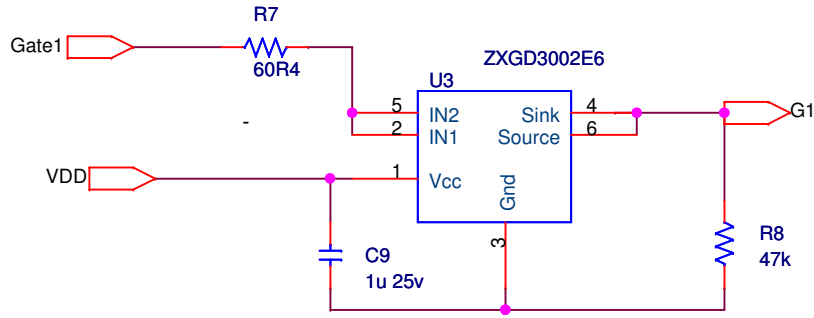 R7
Gate1
60R4
ZXGD3002E6
U3
5
IN2
Sink
4
G1
2
IN1
Source
6
-
VDD
1
Vcc
Gnd
3
C9
1u 25v
R8
47k